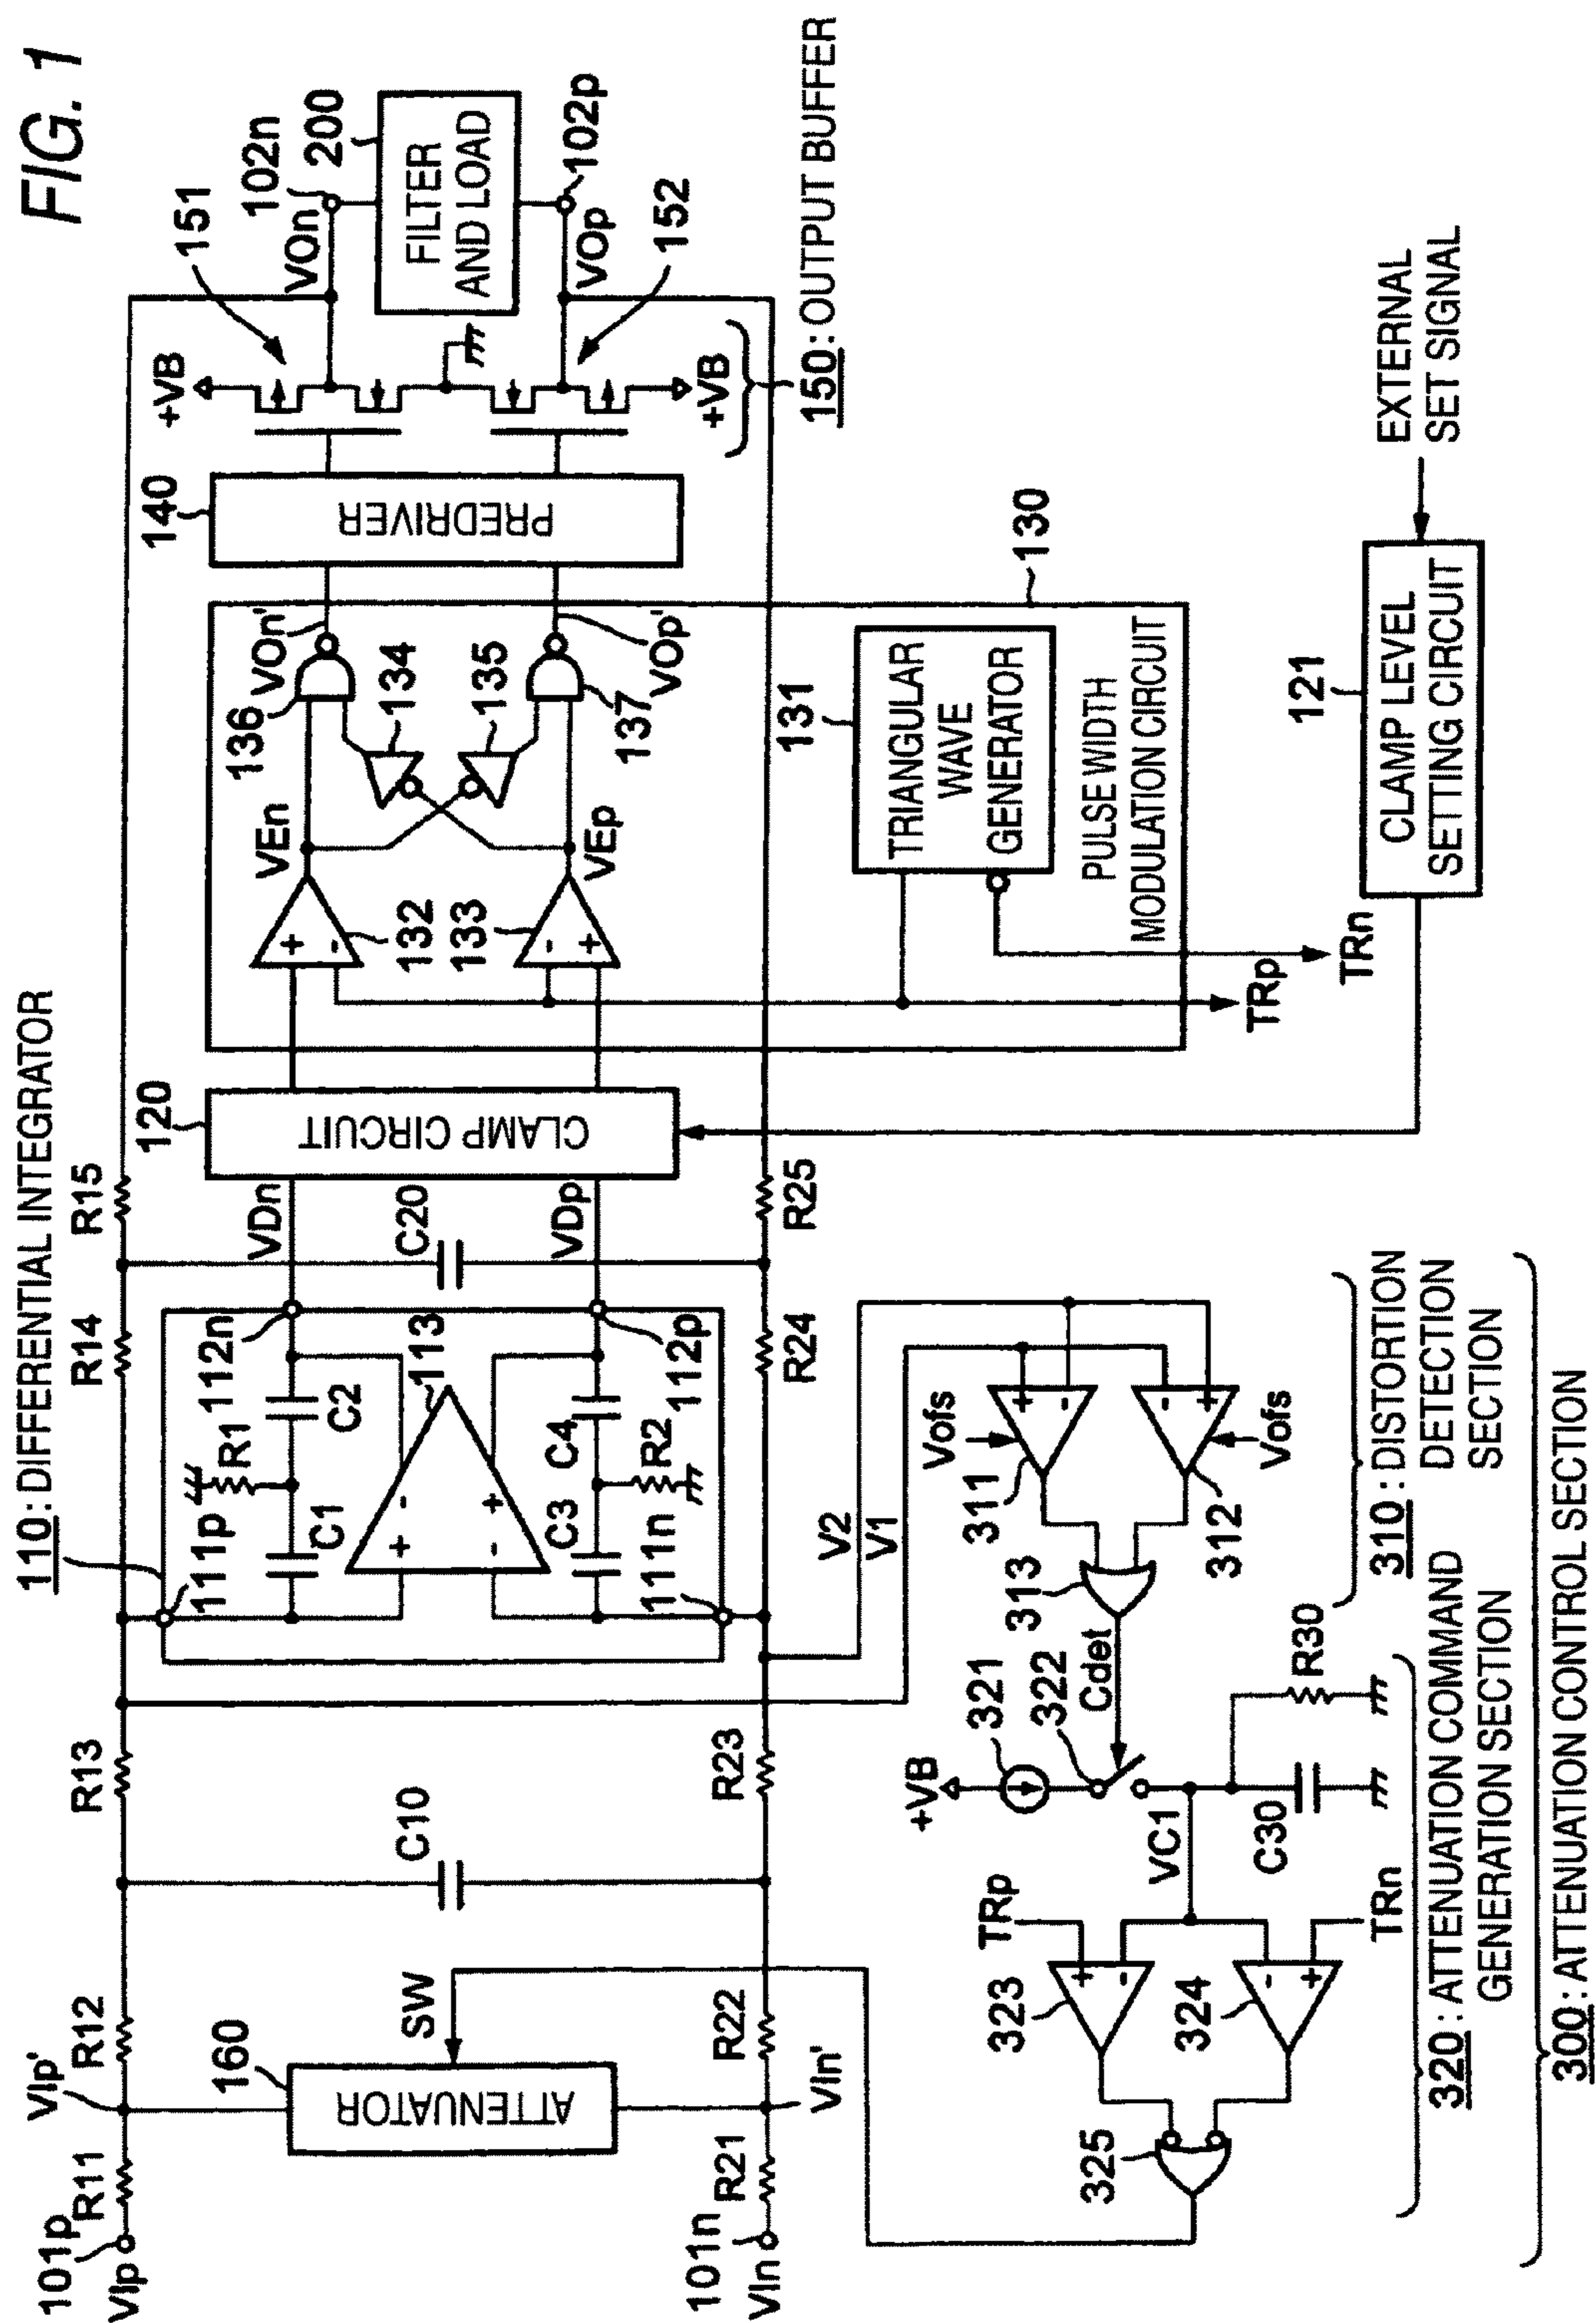 FIG. 1
110: DIFFERENTIAL INTEGRATOR
101p
VIp
R11
VIp'
R12
R13
R14
R15
160
ATTENUATOR
SW
C10
111p
R1
C1
C2
112n
113
C3
C4
R2
111n
112p
VDn
VDp
C20
120
CLAMP CIRCUIT
101n
VIn
R21
VIn'
R22
R23
R24
R25
VEn
VEp
132
133
134
135
136
137
VOn'
VOp'
140
PREDRIVER
+VB
151
VOn
102n
200
FILTER
AND LOAD
102p
VOp
152
+VB
150: OUTPUT BUFFER
131
TRIANGULAR
WAVE
GENERATOR
130
PULSE WIDTH
MODULATION CIRCUIT
TRp
TRn
121
CLAMP LEVEL
SETTING CIRCUIT
EXTERNAL
SET SIGNAL
V2
V1
Vofs
311
Vofs
312
313
Cdet
310: DISTORTION
DETECTION
SECTION
+VB
321
322
VC1
C30
R30
TRp
323
324
TRn
325
320: ATTENUATION COMMAND
GENERATION SECTION
300: ATTENUATION CONTROL SECTION